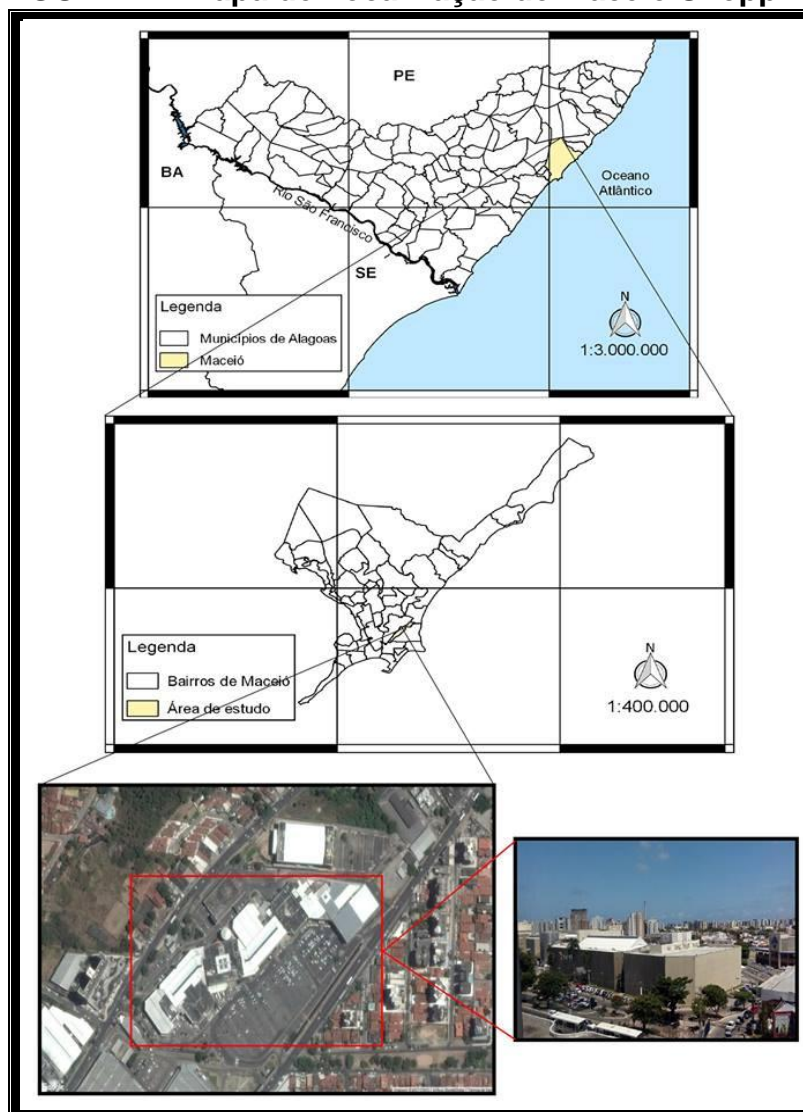 PE
BA
Oceano
Atlântico
Rio São Francisco
SE
Legenda
Municípios de Alagoas
Maceió
N
1:3.000.000
Legenda
Bairros de Maceió
Área de estudo
N
1:400.000